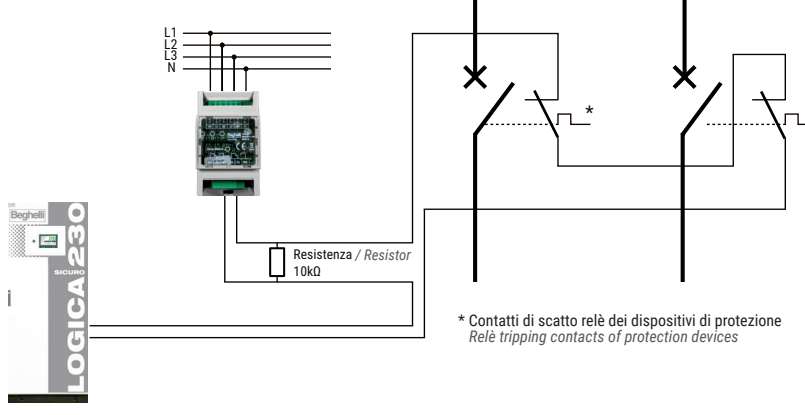 L1
L2
L3
N
*
Beghelli
SICURO
LOGICA 230
Resistenza / Resistor
10kΩ
* Contatti di scatto relè dei dispositivi di protezione
Relè tripping contacts of protection devices